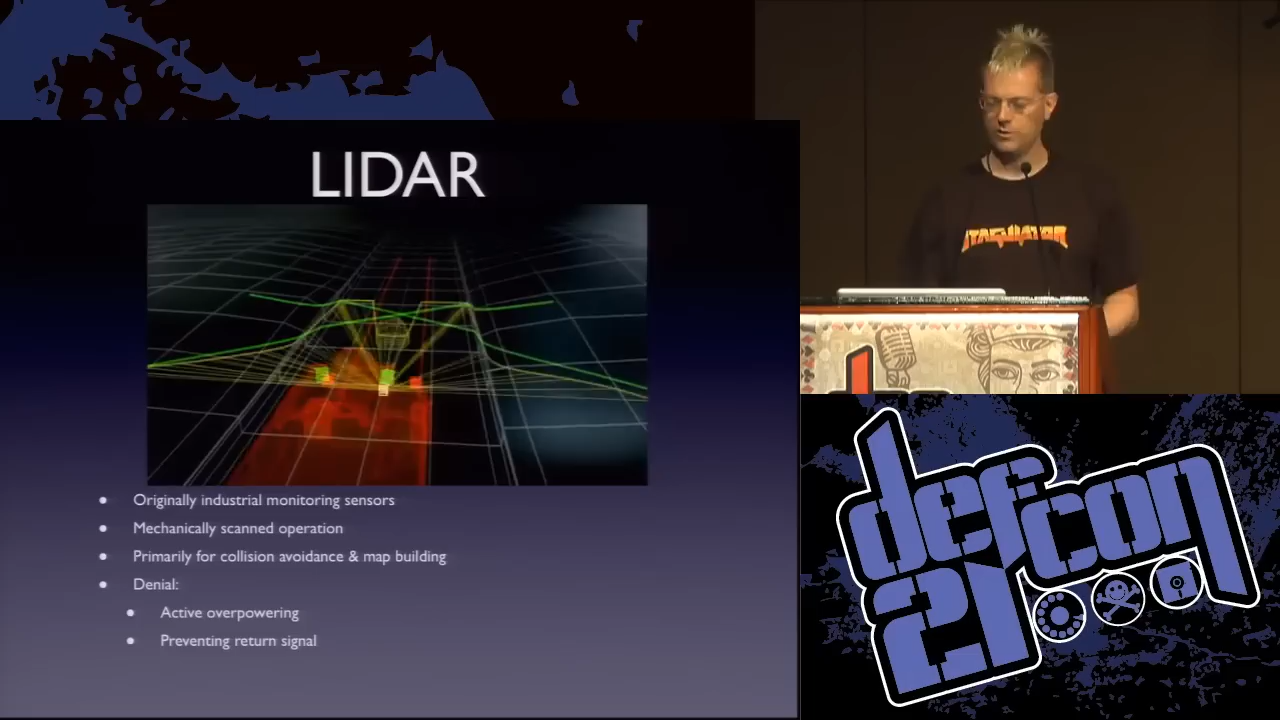 LIDAR
Originally industrial monitoring sensors
Mechanically scanned operation
Primarily for collision avoidance & map building
Denial:
Active overpowering
Preventing return signal
JTAGULATOR
defcon
21